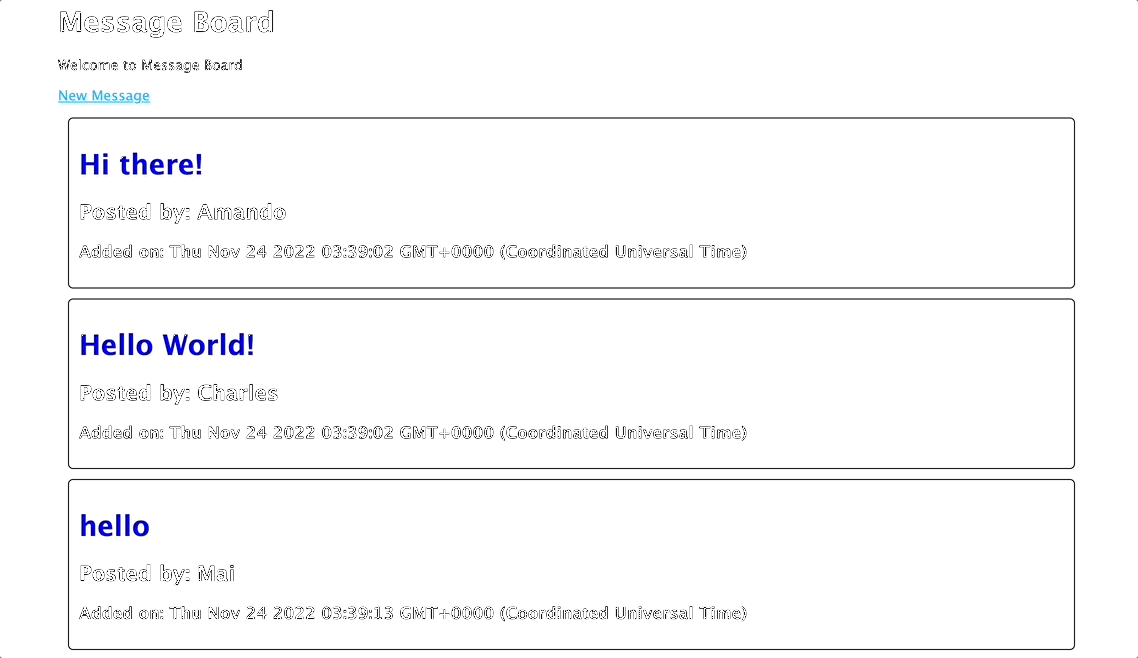 Message Board
Welcome to Message Board
New Message
Hi there!
Posted by: Amando
Added on: Thu Nov 24 2022 03:39:02 GMT+0000 (Coordinated Universal Time)
Hello World!
Posted by: Charles
Added on: Thu Nov 24 2022 03:39:02 GMT+0000 (Coordinated Universal Time)
hello
Posted by: Mai
Added on: Thu Nov 24 2022 03:39:13 GMT+0000 (Coordinated Universal Time)